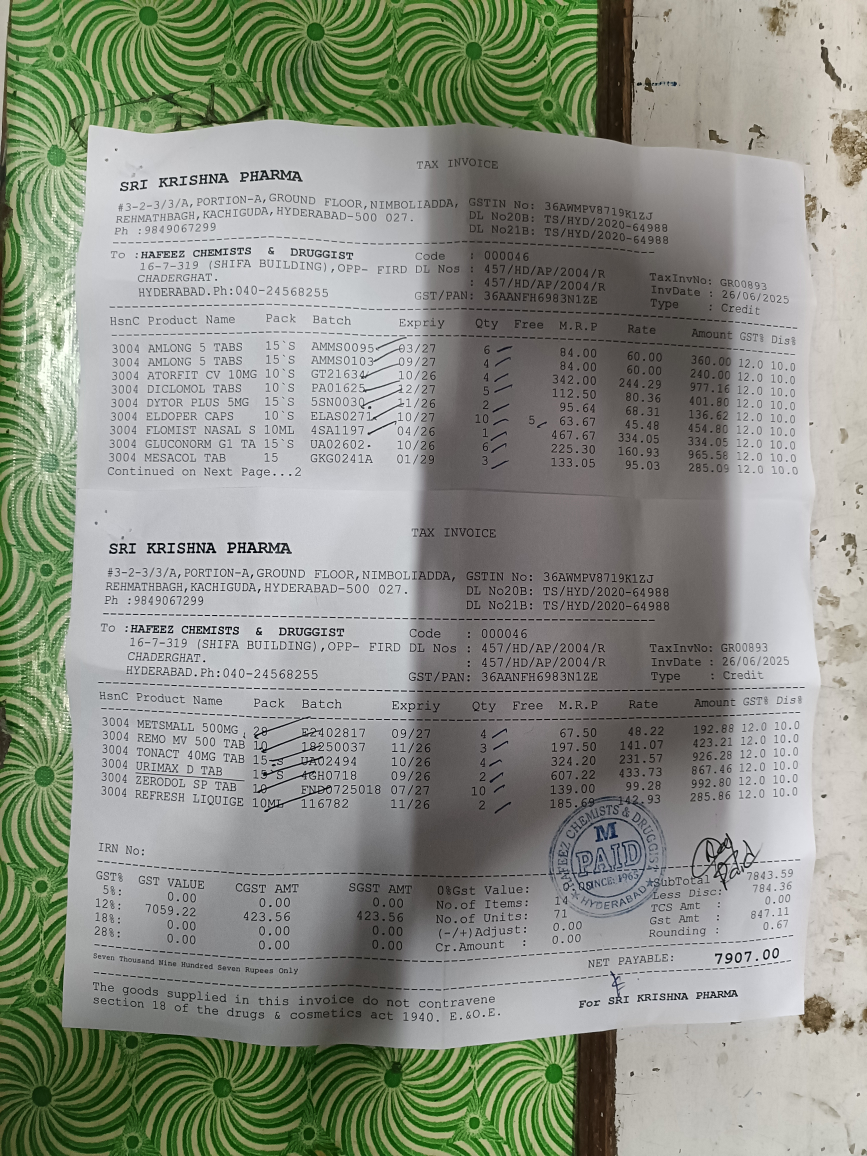 TAX INVOICE
SRI KRISHNA PHARMA
#3-2-3/3/A,PORTION-A,GROUND FLOOR,NIMBOLIADDA, GSTIN No: 36AWMPV8719K1ZJ
REHMATHBAGH,KACHIGUDA,HYDERABAD-500 027. DL No20B: TS/HYD/2020-64988
Ph :9849067299 DL No21B: TS/HYD/2020-64988
To :HAFEEZ CHEMISTS & DRUGGIST Code : 000046
16-7-319 (SHIFA BUILDING),OPP- FIRD DL Nos : 457/HD/AP/2004/R TaxInvNo: GR00893
CHADERGHAT. : 457/HD/AP/2004/R InvDate : 26/06/2025
HYDERABAD.Ph:040-24568255 GST/PAN: 36AANFH6983N1ZE Type : Credit
HsnC Product Name Pack Batch Expriy Qty Free M.R.P Rate Amount GST% Dis%
3004 AMLONG 5 TABS 15`S AMMS0095 03/27 6 84.00 60.00 360.00 12.0 10.0
3004 AMLONG 5 TABS 15`S AMMS0103 09/27 4 84.00 60.00 240.00 12.0 10.0
3004 ATORFIT CV 10MG 10`S GT21634 10/26 4 342.00 244.29 977.16 12.0 10.0
3004 DICLOMOL TABS 10`S PA01625 12/27 5 112.50 80.36 401.80 12.0 10.0
3004 DYTOR PLUS 5MG 15`S 5SN0030 11/26 2 95.64 68.31 136.62 12.0 10.0
3004 ELDOPER CAPS 10`S ELAS0271 10/27 10 5 63.67 45.48 454.80 12.0 10.0
3004 FLOMIST NASAL S 10ML 4SA1197 04/26 1 467.67 334.05 334.05 12.0 10.0
3004 GLUCONORM G1 TA 15`S UA02602 10/26 6 225.30 160.93 965.58 12.0 10.0
3004 MESACOL TAB 15 GKG0241A 01/29 3 133.05 95.03 285.09 12.0 10.0
Continued on Next Page...2
TAX INVOICE
SRI KRISHNA PHARMA
#3-2-3/3/A,PORTION-A,GROUND FLOOR,NIMBOLIADDA, GSTIN No: 36AWMPV8719K1ZJ
REHMATHBAGH,KACHIGUDA,HYDERABAD-500 027. DL No20B: TS/HYD/2020-64988
Ph :9849067299 DL No21B: TS/HYD/2020-64988
To :HAFEEZ CHEMISTS & DRUGGIST Code : 000046
16-7-319 (SHIFA BUILDING),OPP- FIRD DL Nos : 457/HD/AP/2004/R TaxInvNo: GR00893
CHADERGHAT. : 457/HD/AP/2004/R InvDate : 26/06/2025
HYDERABAD.Ph:040-24568255 GST/PAN: 36AANFH6983N1ZE Type : Credit
HsnC Product Name Pack Batch Expriy Qty Free M.R.P Rate Amount GST% Dis%
3004 METSMALL 500MG 20 E2402817 09/27 4 67.50 48.22 192.88 12.0 10.0
3004 REMO MV 500 TAB 10 18250037 11/26 3 197.50 141.07 423.21 12.0 10.0
3004 TONACT 40MG TAB 15`S UA02494 10/26 4 324.20 231.57 926.28 12.0 10.0
3004 URIMAX D TAB 15`S 4GH0718 09/26 2 607.22 433.73 867.46 12.0 10.0
3004 ZERODOL SP TAB 10 FND0725018 07/27 10 139.00 99.28 992.80 12.0 10.0
3004 REFRESH LIQUIGE 10ML 116782 11/26 2 185.69 142.93 285.86 12.0 10.0
HAFEEZ CHEMISTS & DRUGGIST
M
PAID
SINCE:1963
HYDERABAD
Paid
IRN No:
GST% GST VALUE CGST AMT SGST AMT 0%Gst Value: SubTotal 7843.59
5%: 0.00 0.00 0.00 No.of Items: 14 Less Disc: 784.36
12%: 7059.22 423.56 423.56 No.of Units: 71 TCS Amt : 0.00
18%: 0.00 0.00 0.00 (-/+)Adjust: 0.00 Gst Amt : 847.11
28%: 0.00 0.00 0.00 Cr.Amount : 0.00 Rounding : 0.67
Seven Thousand Nine Hundred Seven Rupees Only NET PAYABLE: 7907.00
The goods supplied in this invoice do not contravene
section 18 of the drugs & cosmetics act 1940. E.&O.E.
For SRI KRISHNA PHARMA